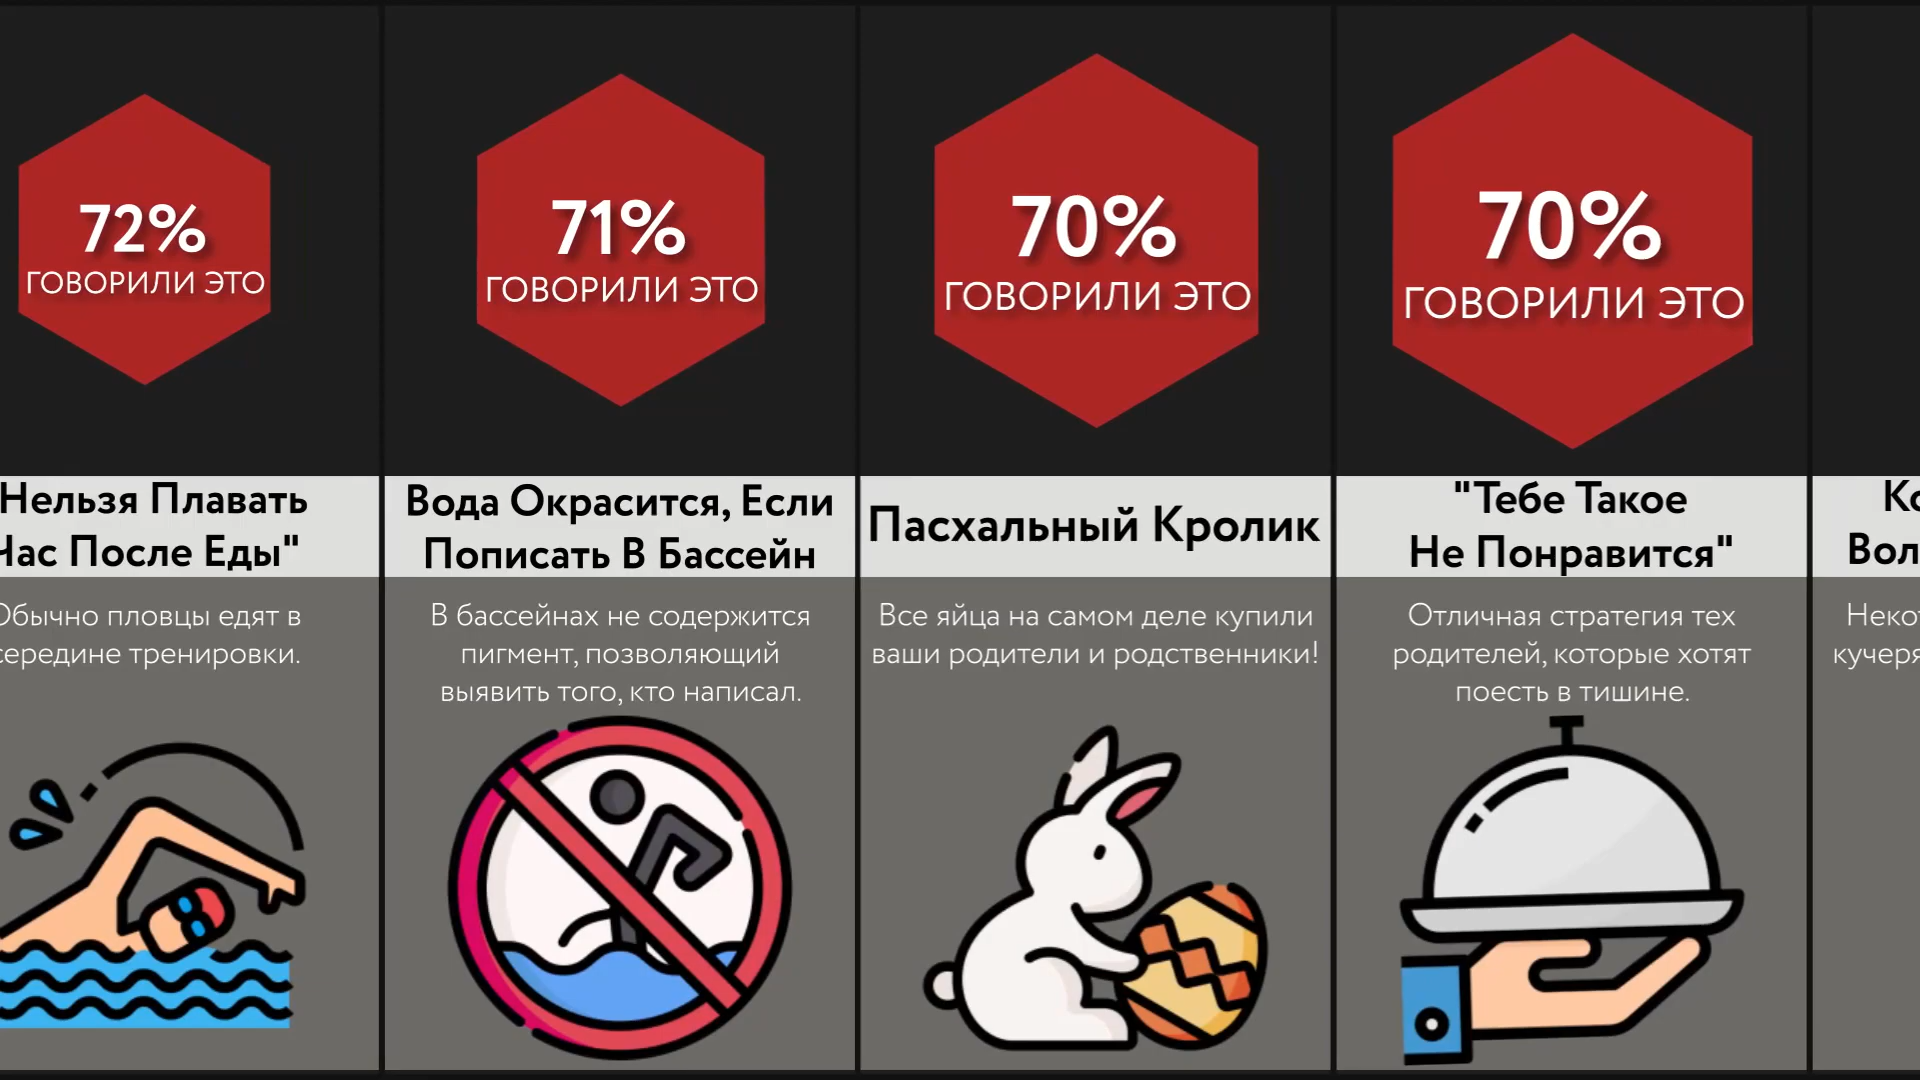 72%
ГОВОРИЛИ ЭТО
Нельзя Плавать
Час После Еды"
Обычно пловцы едят в
середине тренировки.
71%
ГОВОРИЛИ ЭТО
Вода Окрасится, Если
Пописать В Бассейн
В бассейнах не содержится
пигмент, позволяющий
выявить того, кто написал.
70%
ГОВОРИЛИ ЭТО
Пасхальный Кролик
Все яйца на самом деле купили
ваши родители и родственники!
70%
ГОВОРИЛИ ЭТО
"Тебе Такое
Не Понравится"
Отличная стратегия тех
родителей, которые хотят
поесть в тишине.